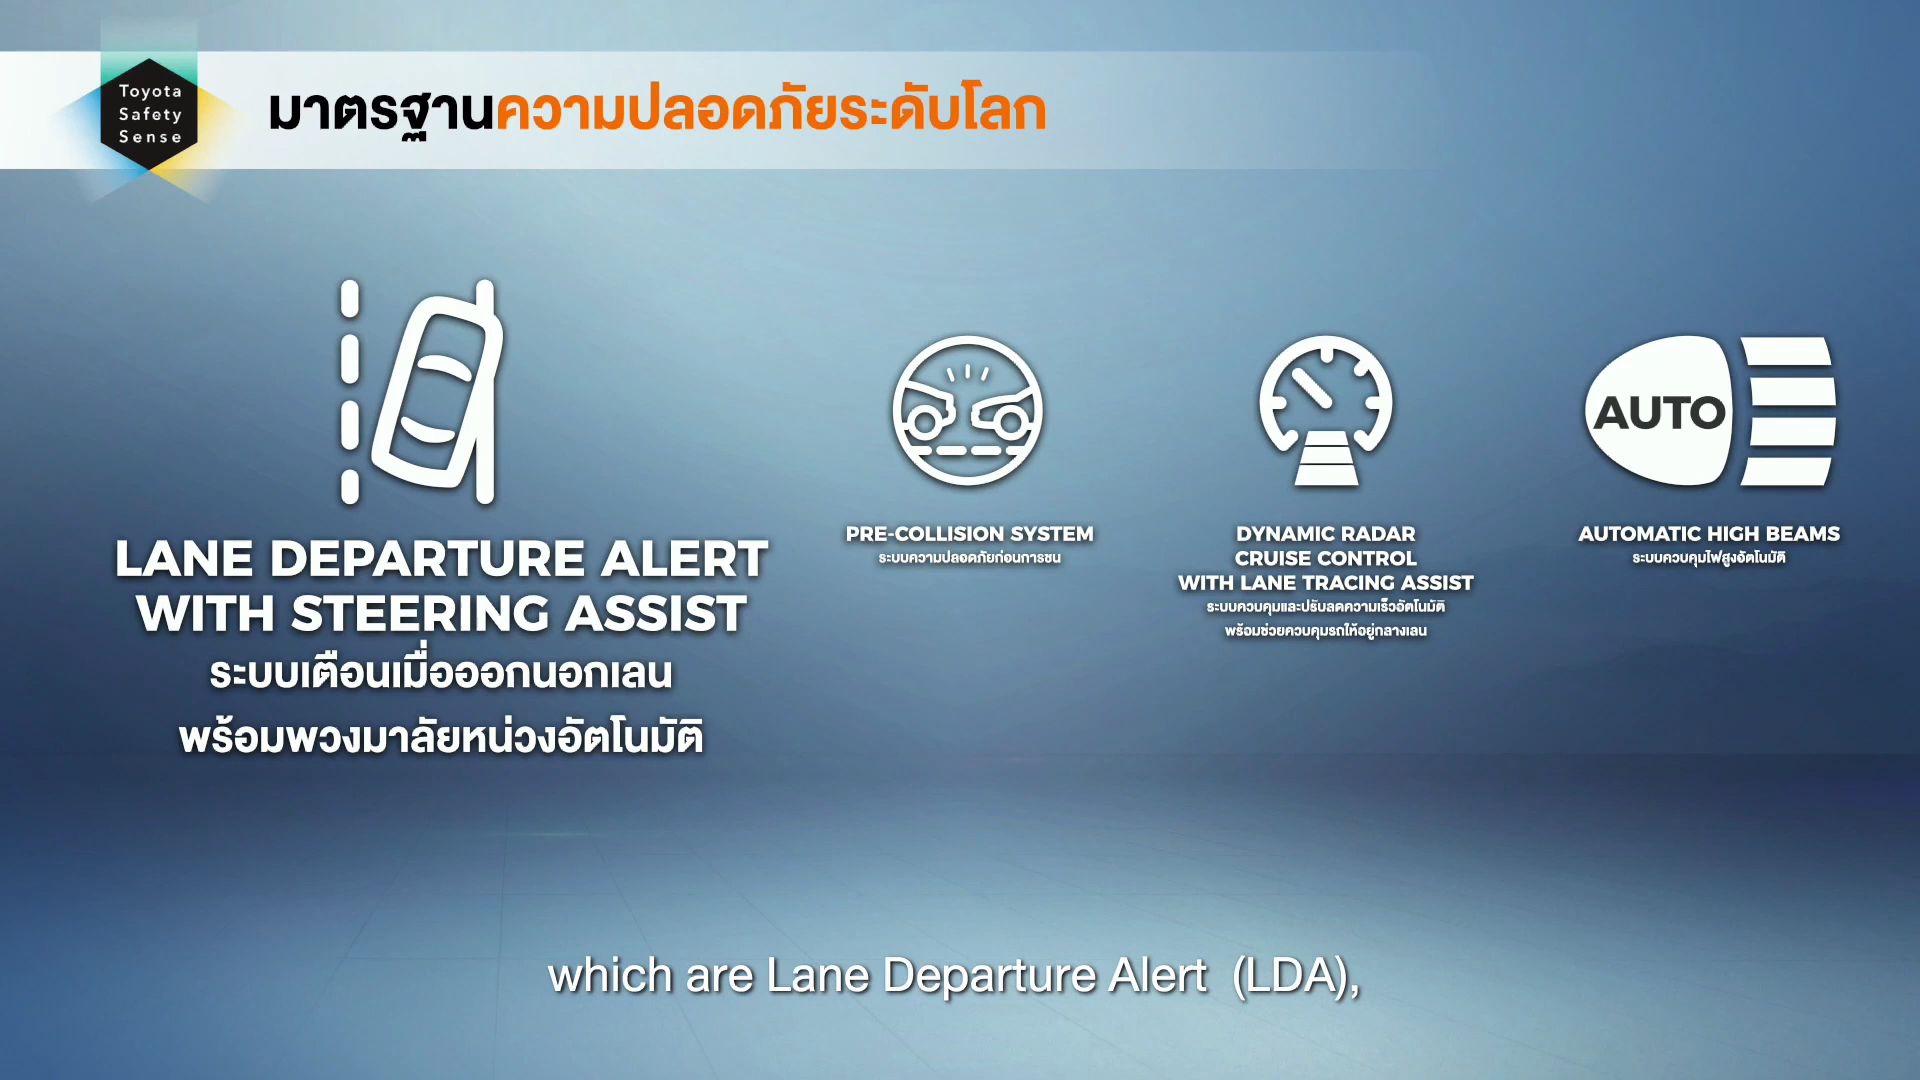 Toyota
Safety
Sense
มาตรฐานความปลอดภัยระดับโลก
LANE DEPARTURE ALERT
WITH STEERING ASSIST
ระบบเตือนเมื่อออกนอกเลน
พร้อมพวงมาลัยหน่วงอัตโนมัติ
PRE-COLLISION SYSTEM
ระบบความปลอดภัยก่อนการชน
DYNAMIC RADAR
CRUISE CONTROL
WITH LANE TRACING ASSIST
ระบบควบคุมและปรับลดความเร็วอัตโนมัติ
พร้อมช่วยควบคุมรถให้อยู่กลางเลน
AUTO
AUTOMATIC HIGH BEAMS
ระบบควบคุมไฟสูงอัตโนมัติ
which are Lane Departure Alert (LDA),